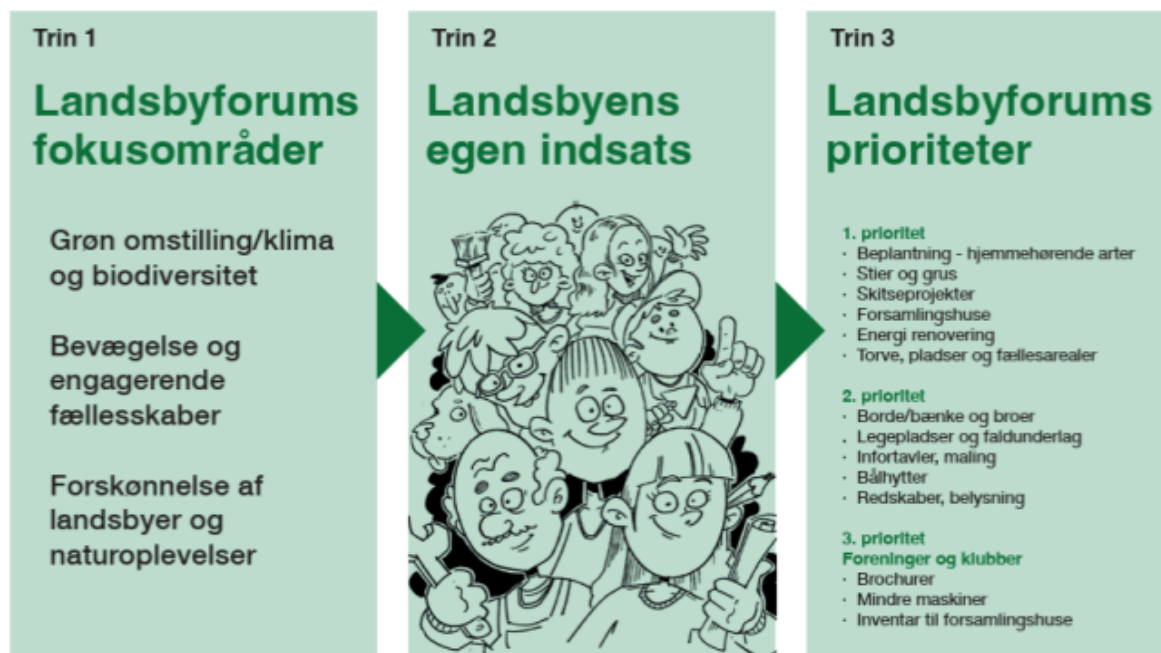 Trin 1
Landsbyforums
fokusområder
Grøn omstilling/klima
og biodiversitet
Bevægelse og
engagerende
fællesskaber
Forskønnelse af
landsbyer og
naturoplevelser
Trin 2
Landsbyens
egen indsats
Trin 3
Landsbyforums
prioriteter
1. prioritet
· Beplantning - hjemmehørende arter
· Stier og grus
· Skitseprojekter
· Forsamlingshuse
· Energi renovering
· Torve, pladser og fællesarealer
2. prioritet
· Borde/bænke og broer
. Legepladser og faldunderlag
· Infortavler, maling
· Bålhytter
· Redskaber, belysning
3. prioritet
Foreninger og klubber
· Brochurer
· Mindre maskiner
· Inventar til forsamlingshuse